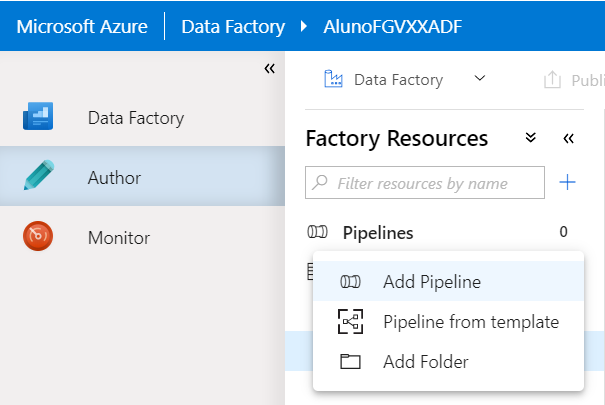 Microsoft Azure Data Factory AlunoFGVXXADF
Data Factory
Author
Monitor
Data Factory Publi
Factory Resources
Filter resources by name
Pipelines 0
Add Pipeline
Pipeline from template
Add Folder